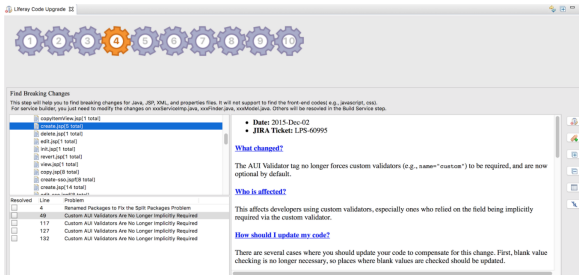 Liferay Code Upgrade
1 2 3 4 5 6 7 8 9 10
Find Breaking Changes
This step will help you to find breaking changes for Java, JSP, XML, and properties files. It will not support to find the front-end codes( e.g., javascript, css).
For service builder, you just need to modify the changes on xxxServiceImp.java, xxxFinder.java, xxxModel.java. Others will be resovled in the Build Service step.
copyItemView.jsp[1 total]
create.jsp[5 total]
delete.jsp[1 total]
edit.jsp[1 total]
init.jsp[1 total]
revert.jsp[1 total]
view.jsp[1 total]
copy.jsp[8 total]
create-sso.jspf[8 total]
create.jsp[14 total]
Resolved Line Problem
4 Renamed Packages to Fix the Split Packages Problem
49 Custom AUI Validators Are No Longer Implicitly Required
117 Custom AUI Validators Are No Longer Implicitly Required
127 Custom AUI Validators Are No Longer Implicitly Required
132 Custom AUI Validators Are No Longer Implicitly Required
• Date: 2015-Dec-02
• JIRA Ticket: LPS-60995
What changed?
The AUI Validator tag no longer forces custom validators (e.g., name="custom") to be required, and are now
optional by default.
Who is affected?
This affects developers using custom validators, especially ones who relied on the field being implicitly
required via the custom validator.
How should I update my code?
There are several cases where you should update your code to compensate for this change. First, blank value
checking is no longer necessary, so places where blank values are checked should be updated.